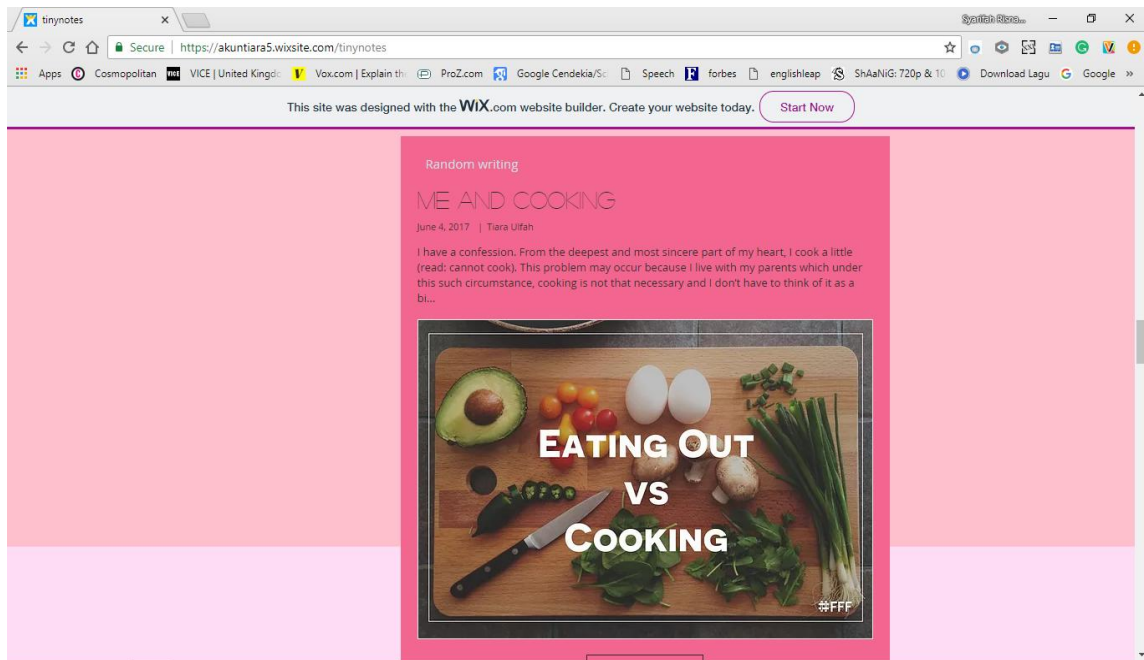 tinynotes
Secure | https://akuntiara5.wixsite.com/tinynotes
Apps Cosmopolitan VICE | United Kingdo Vox.com | Explain the ProZ.com Google Cendekia/Sc Speech forbes englishleap ShAaNiG: 720p & 10 Download Lagu Google »
This site was designed with the WiX.com website builder. Create your website today. Start Now
Random writing
ME AND COOKING
June 4, 2017 | Tiara Ulfah
I have a confession. From the deepest and most sincere part of my heart, I cook a little
(read: cannot cook). This problem may occur because I live with my parents which under
this such circumstance, cooking is not that necessary and I don't have to think of it as a
bi...
EATING OUT
VS
COOKING
#FFF